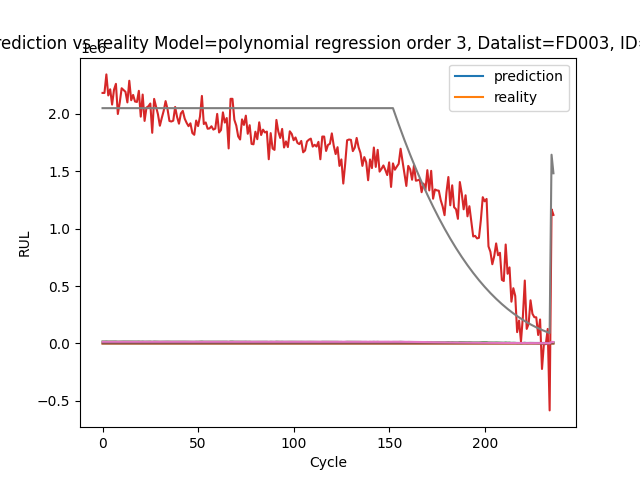 rediction vs reality Model=polynomial regression order 3, Datalist=FD003, ID=
1e6
prediction
reality
2.0
1.5
1.0
0.5
0.0
−0.5
RUL
0
50
100
150
200
Cycle